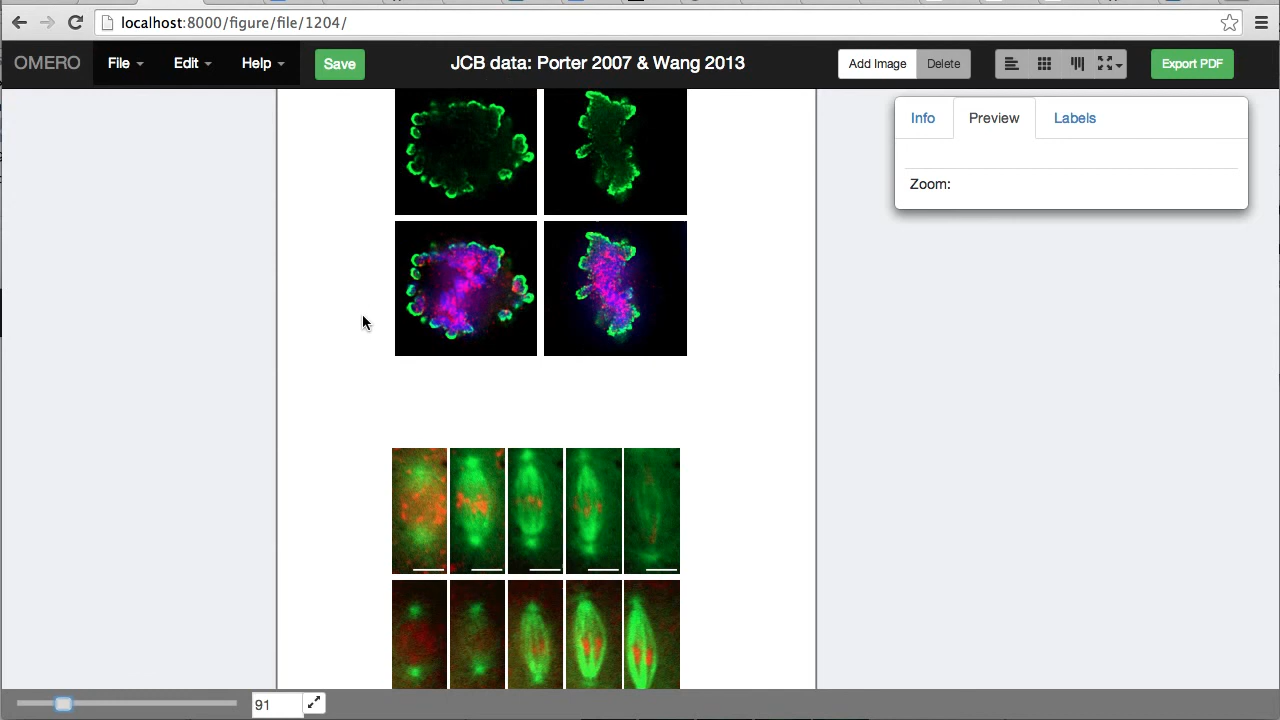 localhost:8000/figure/file/1204/
OMERO File Edit Help Save JCB data: Porter 2007 & Wang 2013 Add Image Delete Export PDF
Info Preview Labels
Zoom:
91